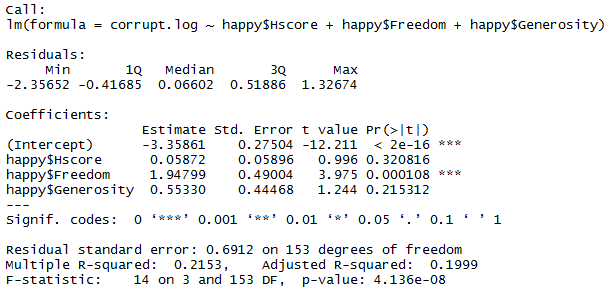 Call:
lm(formula = corrupt.log ~ happy$Hscore + happy$Freedom + happy$Generosity)
Residuals:
Min 1Q Median 3Q Max
-2.35652 -0.41685 0.06602 0.51886 1.32674
Coefficients:
Estimate Std. Error t value Pr(>|t|)
(Intercept) -3.35861 0.27504 -12.211 < 2e-16 ***
happy$Hscore 0.05872 0.05896 0.996 0.320816
happy$Freedom 1.94799 0.49004 3.975 0.000108 ***
happy$Generosity 0.55330 0.44468 1.244 0.215312
---
Signif. codes: 0 ‘***’ 0.001 ‘**’ 0.01 ‘*’ 0.05 ‘.’ 0.1 ‘ ’ 1
Residual standard error: 0.6912 on 153 degrees of freedom
Multiple R-squared: 0.2153, Adjusted R-squared: 0.1999
F-statistic: 14 on 3 and 153 DF, p-value: 4.136e-08